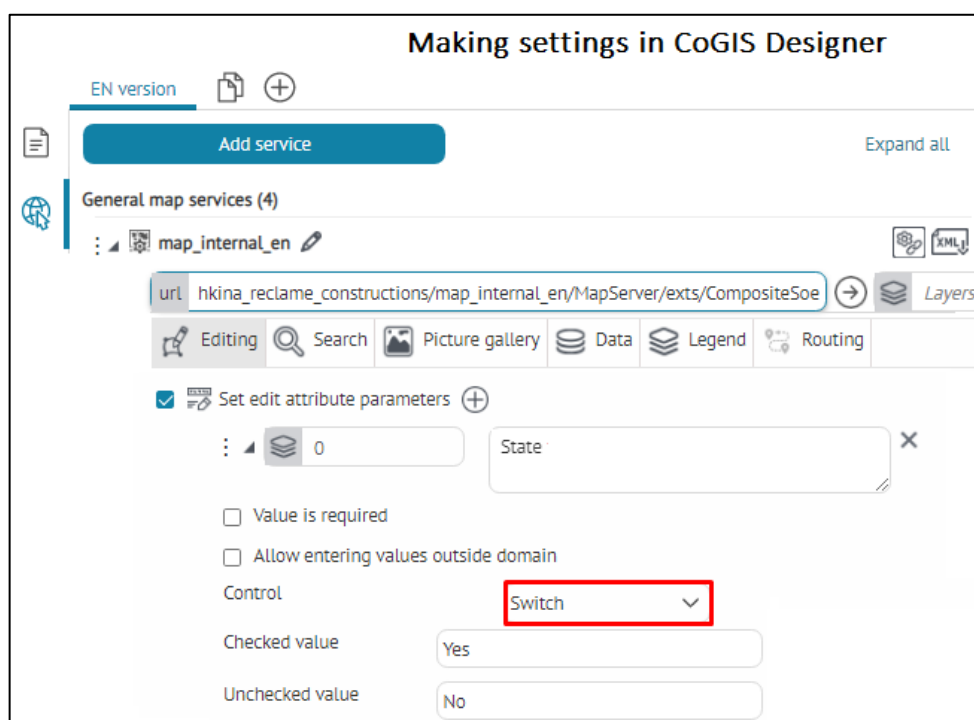 Making settings in CoGIS Designer
EN version
Add service
Expand all
General map services (4)
map_internal_en
XML
url hkina_reclame_constructions/map_internal_en/MapServer/exts/CompositeSoe Layers
Editing Search Picture gallery Data Legend Routing
Set edit attribute parameters
0 State
Value is required
Allow entering values outside domain
Control Switch
Checked value Yes
Unchecked value No